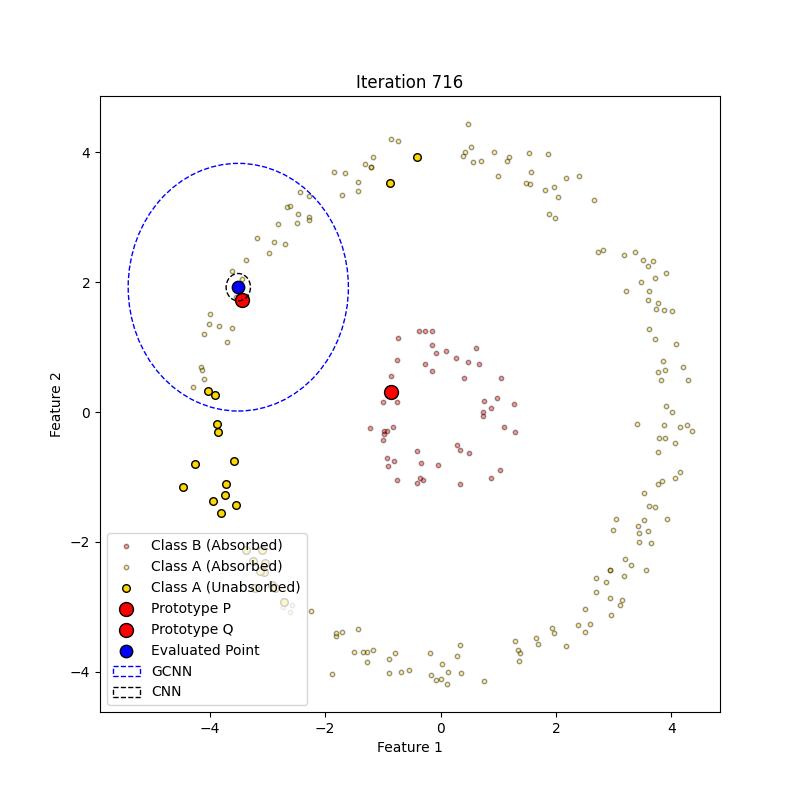 Iteration 716
Feature 2
4
2
0
−2
−4
Class B (Absorbed)
Class A (Absorbed)
Class A (Unabsorbed)
Prototype P
Prototype Q
Evaluated Point
GCNN
CNN
−4 −2 0 2 4
Feature 1